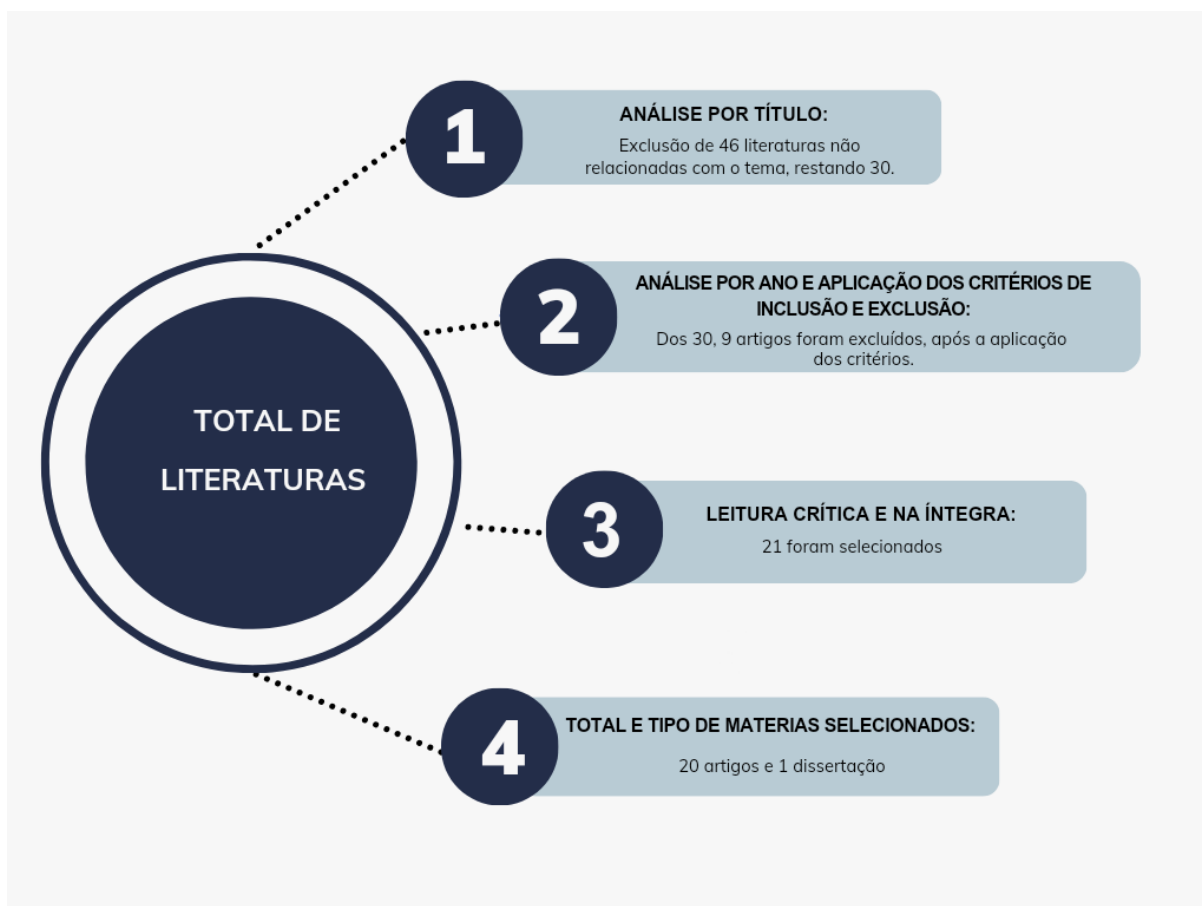 1
ANÁLISE POR TÍTULO:
Exclusão de 46 literaturas não
relacionadas com o tema, restando 30.
2
ANÁLISE POR ANO E APLICAÇÃO DOS CRITÉRIOS DE
INCLUSÃO E EXCLUSÃO:
Dos 30, 9 artigos foram excluídos, após a aplicação
dos critérios.
TOTAL DE
LITERATURAS
3
LEITURA CRÍTICA E NA ÍNTEGRA:
21 foram selecionados
4
TOTAL E TIPO DE MATERIAS SELECIONADOS:
20 artigos e 1 dissertação